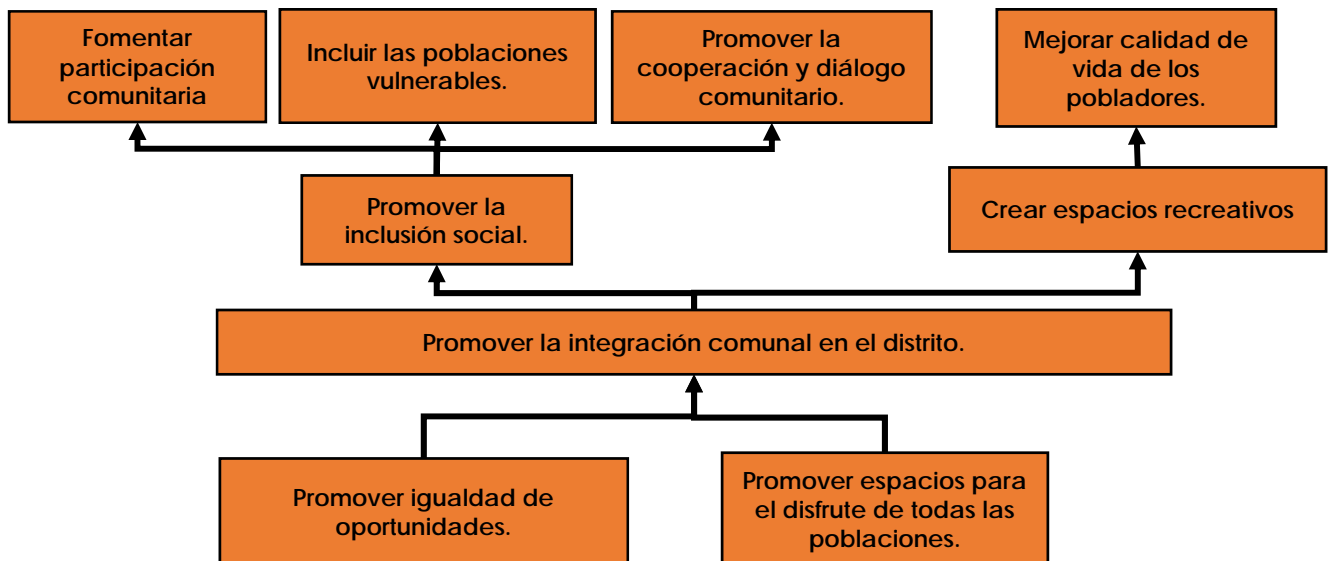 Fomentar
participación
comunitaria
Incluir las poblaciones
vulnerables.
Promover la
cooperación y diálogo
comunitario.
Mejorar calidad de
vida de los
pobladores.
Promover la
inclusión social.
Crear espacios recreativos
Promover la integración comunal en el distrito.
Promover igualdad de
oportunidades.
Promover espacios para
el disfrute de todas las
poblaciones.